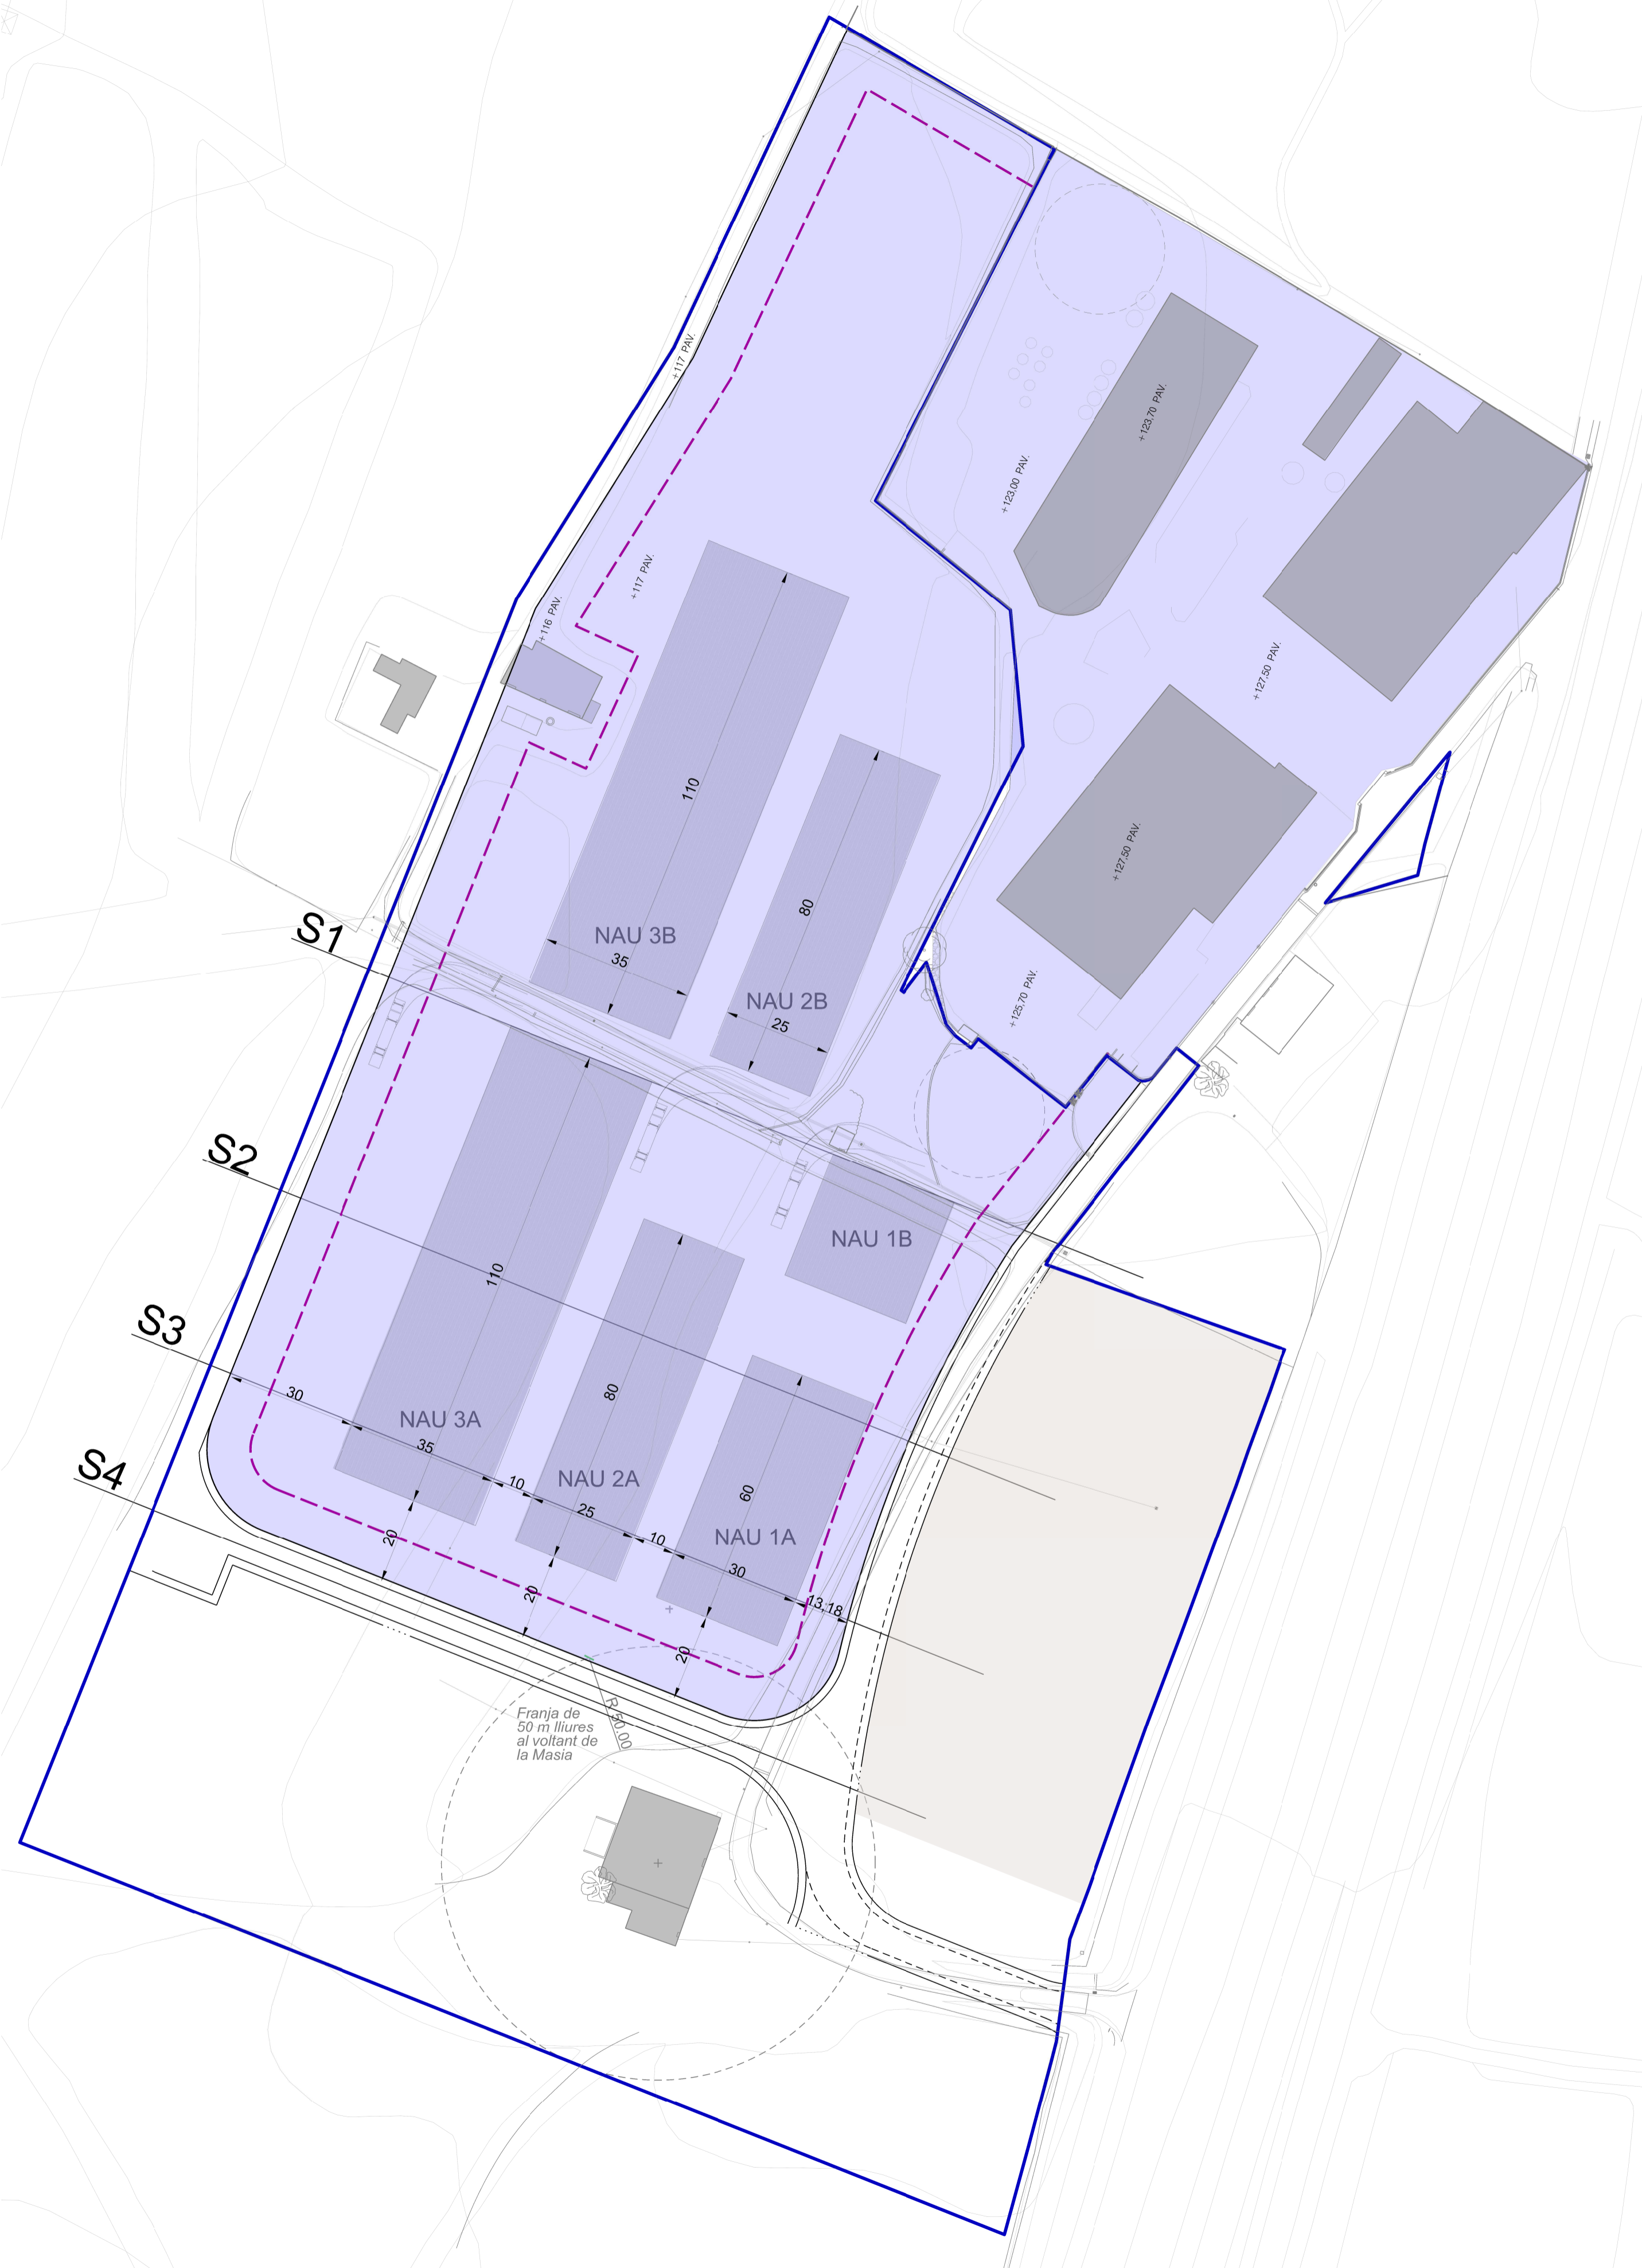 +117 PAV.
+123,70 PAV.
+123,00 PAV.
+117 PAV.
+116 PAV.
+127,50 PAV.
110
80
+127,50 PAV.
S1
NAU 3B
35
NAU 2B
25
+125,70 PAV.
S2
NAU 1B
110
S3
30
80
NAU 3A
35
S4
NAU 2A
10
25
60
NAU 1A
10
30
13,18
20
20
20
R 50.00
Franja de
50 m lliures
al voltant de
la Masia